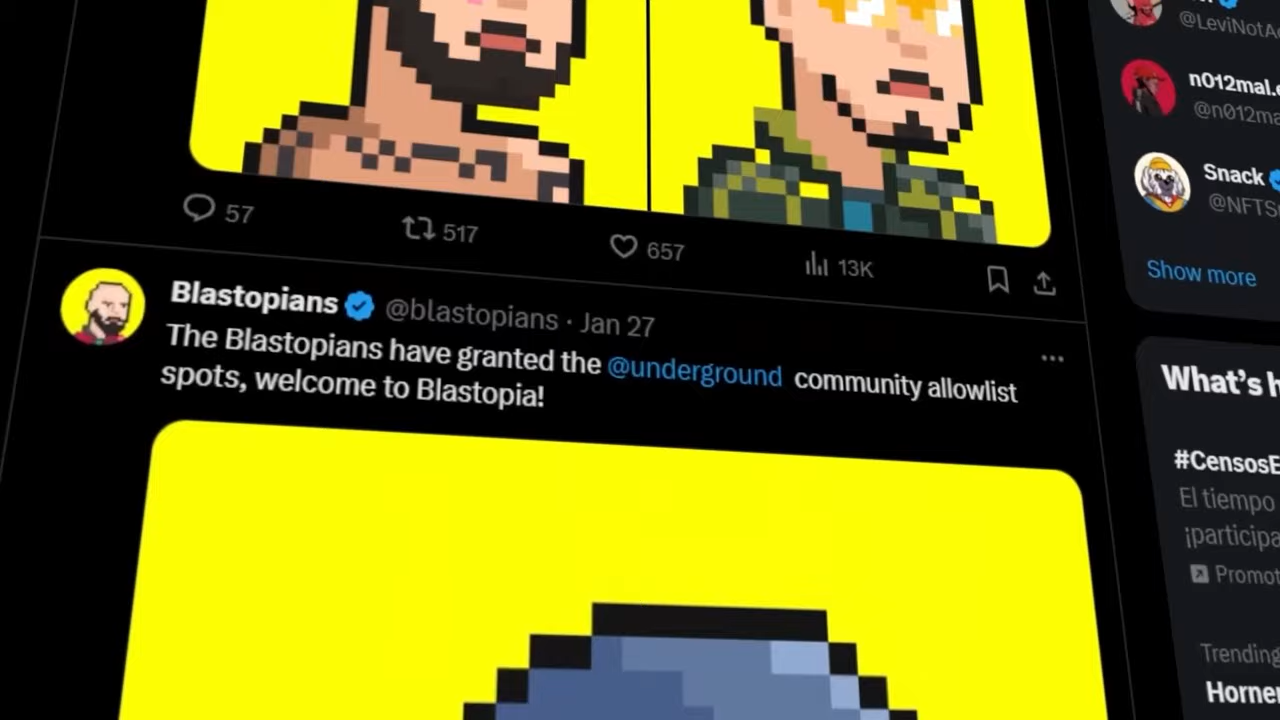 57 517 657 13K
Blastopians @blastopians · Jan 27
The Blastopians have granted the @underground community allowlist
spots, welcome to Blastopia!
@LeviNotA
n012mal.
@n012ma
Snack
@NFTS
Show more
What's h
#CensosE
El tiempo
¡participa
Promot
Trending
Horne